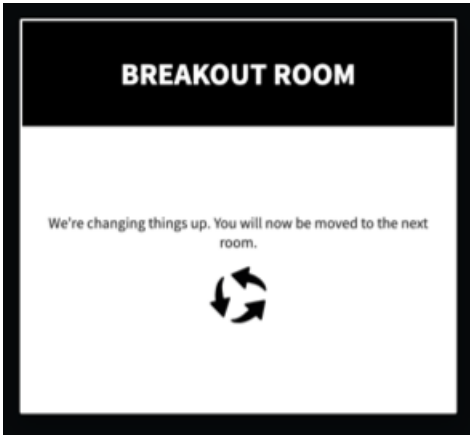 BREAKOUT ROOM
We're changing things up. You will now be moved to the next
room.